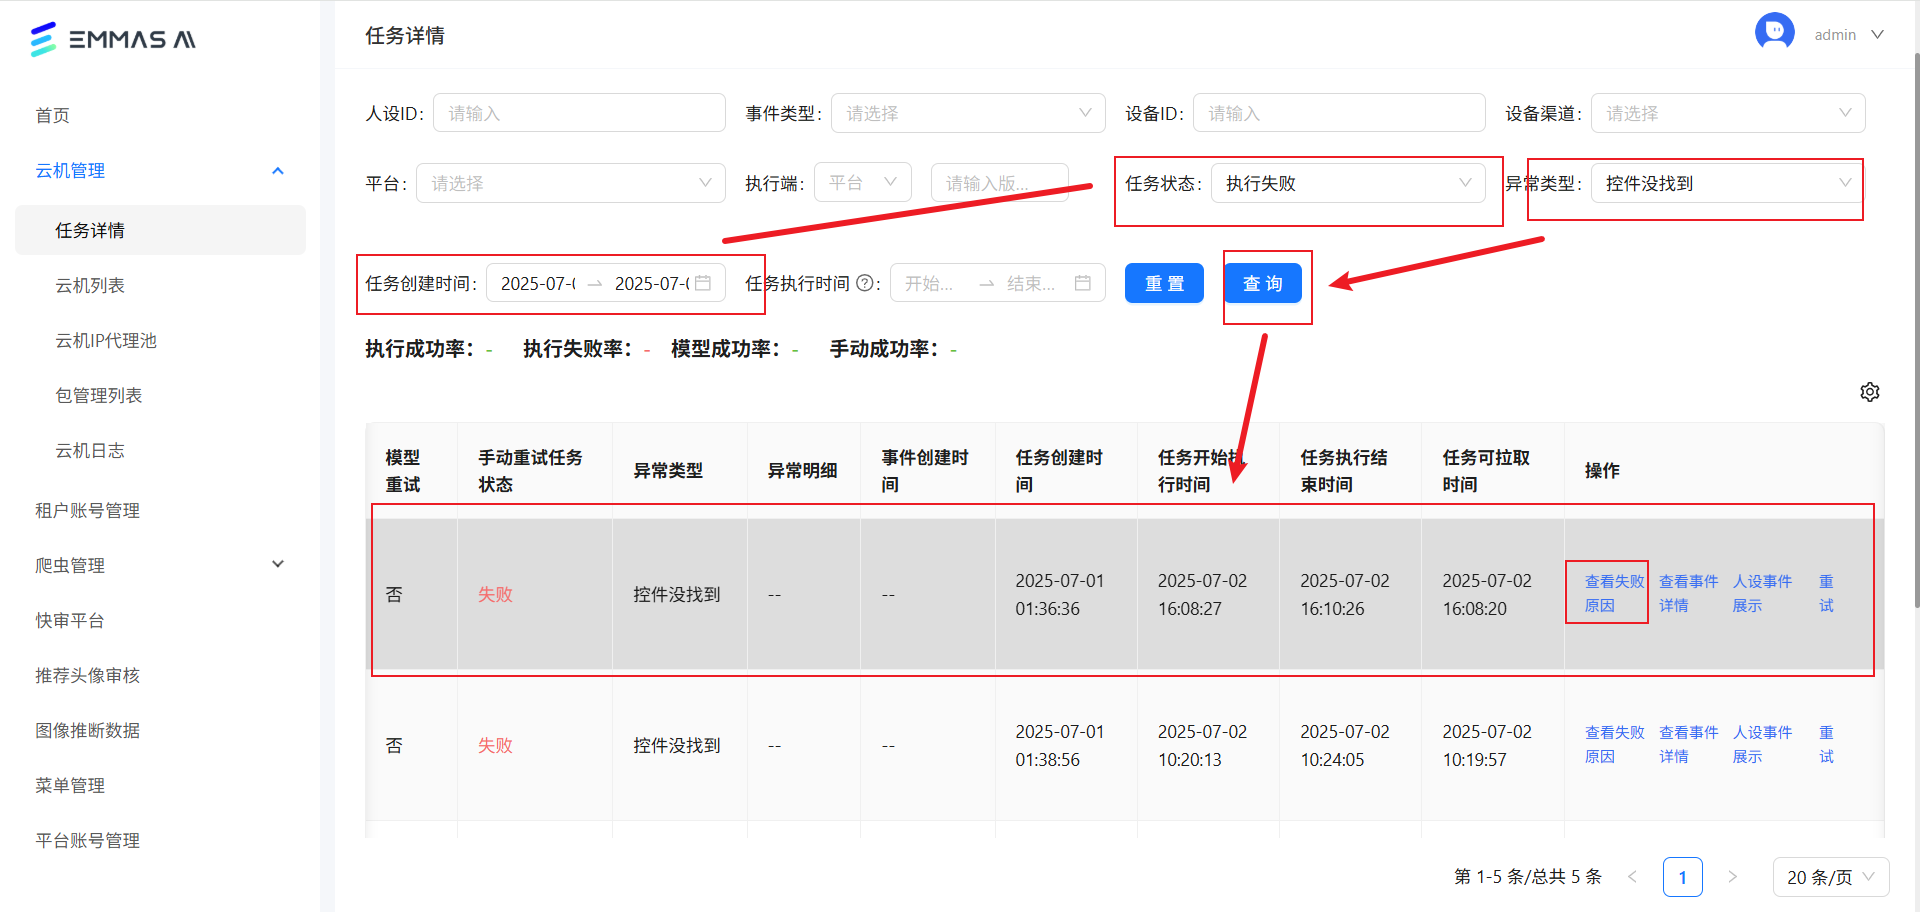 EMMAS AI
任务详情
admin
首页
云机管理
任务详情
云机列表
云机IP代理池
包管理列表
云机日志
租户账号管理
爬虫管理
快审平台
推荐头像审核
图像推断数据
菜单管理
平台账号管理
人设ID: 请输入 事件类型: 请选择 设备ID: 请输入 设备渠道: 请选择
平台: 请选择 执行端: 平台 请输入版... 任务状态: 执行失败 异常类型: 控件没找到
任务创建时间: 2025-07-0 → 2025-07-0 任务执行时间 ?: 开始... → 结束... 重 置 查 询
执行成功率: - 执行失败率: - 模型成功率: - 手动成功率: -
模型重试 手动重试任务状态 异常类型 异常明细 事件创建时间 任务创建时间 任务开始执行时间 任务执行结束时间 任务可拉取时间 操作
否 失败 控件没找到 -- -- 2025-07-01 01:36:36 2025-07-02 16:08:27 2025-07-02 16:10:26 2025-07-02 16:08:20 查看失败原因 查看事件详情 人设事件展示 重试
否 失败 控件没找到 -- -- 2025-07-01 01:38:56 2025-07-02 10:20:13 2025-07-02 10:24:05 2025-07-02 10:19:57 查看失败原因 查看事件详情 人设事件展示 重试
第 1-5 条/总共 5 条 < 1 > 20 条/页